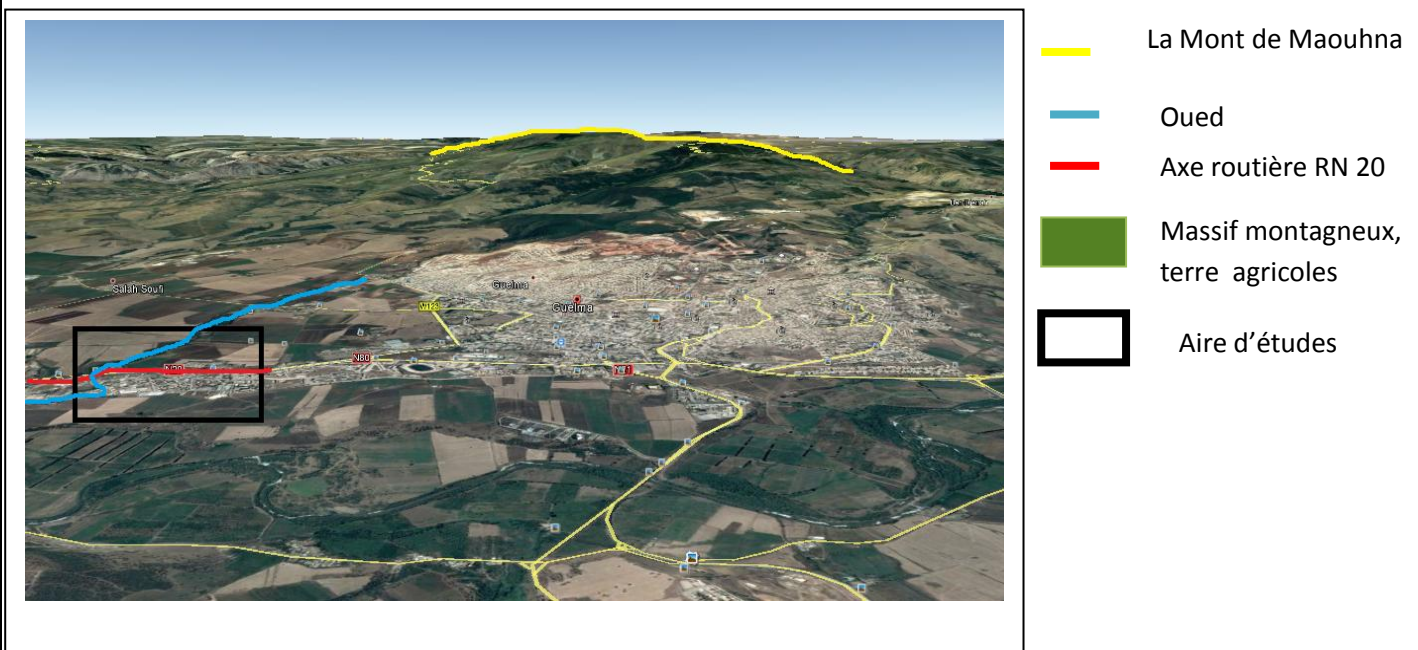 La Mont de Maouhna
Oued
Axe routière RN 20
Massif montagneux,
terre agricoles
Aire d'études
Salah Soufi
Guelma
Guelma
N80